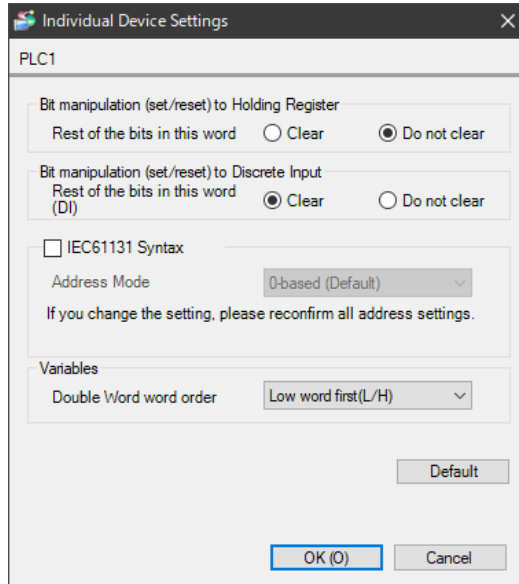 Individual Device Settings
PLC1
Bit manipulation (set/reset) to Holding Register
Rest of the bits in this word Clear Do not clear
Bit manipulation (set/reset) to Discrete Input
Rest of the bits in this word
(DI) Clear Do not clear
IEC61131 Syntax
Address Mode 0-based (Default)
If you change the setting, please reconfirm all address settings.
Variables
Double Word word order Low word first(L/H)
Default
OK (O) Cancel